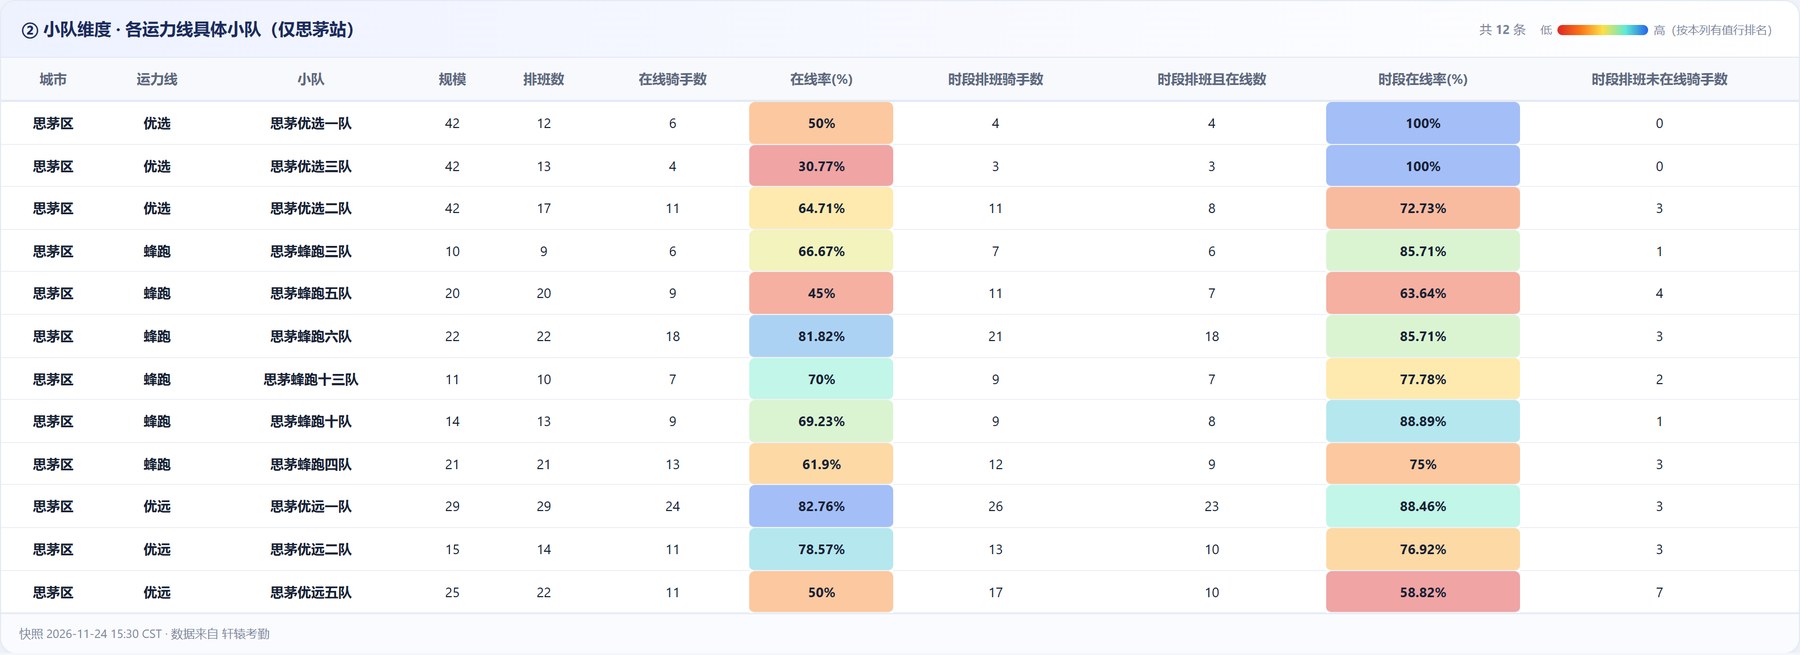 ② 小队维度 · 各运力线具体小队（仅思茅站）
共 12 条 低 高 (按本列有值行排名)
城市 运力线 小队 规模 排班数 在线骑手数 在线率(%) 时段排班骑手数 时段排班且在线数 时段在线率(%) 时段排班未在线骑手数
思茅区 优选 思茅优选一队 42 12 6 50% 4 4 100% 0
思茅区 优选 思茅优选三队 42 13 4 30.77% 3 3 100% 0
思茅区 优选 思茅优选二队 42 17 11 64.71% 11 8 72.73% 3
思茅区 蜂跑 思茅蜂跑三队 10 9 6 66.67% 7 6 85.71% 1
思茅区 蜂跑 思茅蜂跑五队 20 20 9 45% 11 7 63.64% 4
思茅区 蜂跑 思茅蜂跑六队 22 22 18 81.82% 21 18 85.71% 3
思茅区 蜂跑 思茅蜂跑十三队 11 10 7 70% 9 7 77.78% 2
思茅区 蜂跑 思茅蜂跑十队 14 13 9 69.23% 9 8 88.89% 1
思茅区 蜂跑 思茅蜂跑四队 21 21 13 61.9% 12 9 75% 3
思茅区 优远 思茅优远一队 29 29 24 82.76% 26 23 88.46% 3
思茅区 优远 思茅优远二队 15 14 11 78.57% 13 10 76.92% 3
思茅区 优远 思茅优远五队 25 22 11 50% 17 10 58.82% 7
快照 2026-11-24 15:30 CST · 数据来自 轩辕考勤